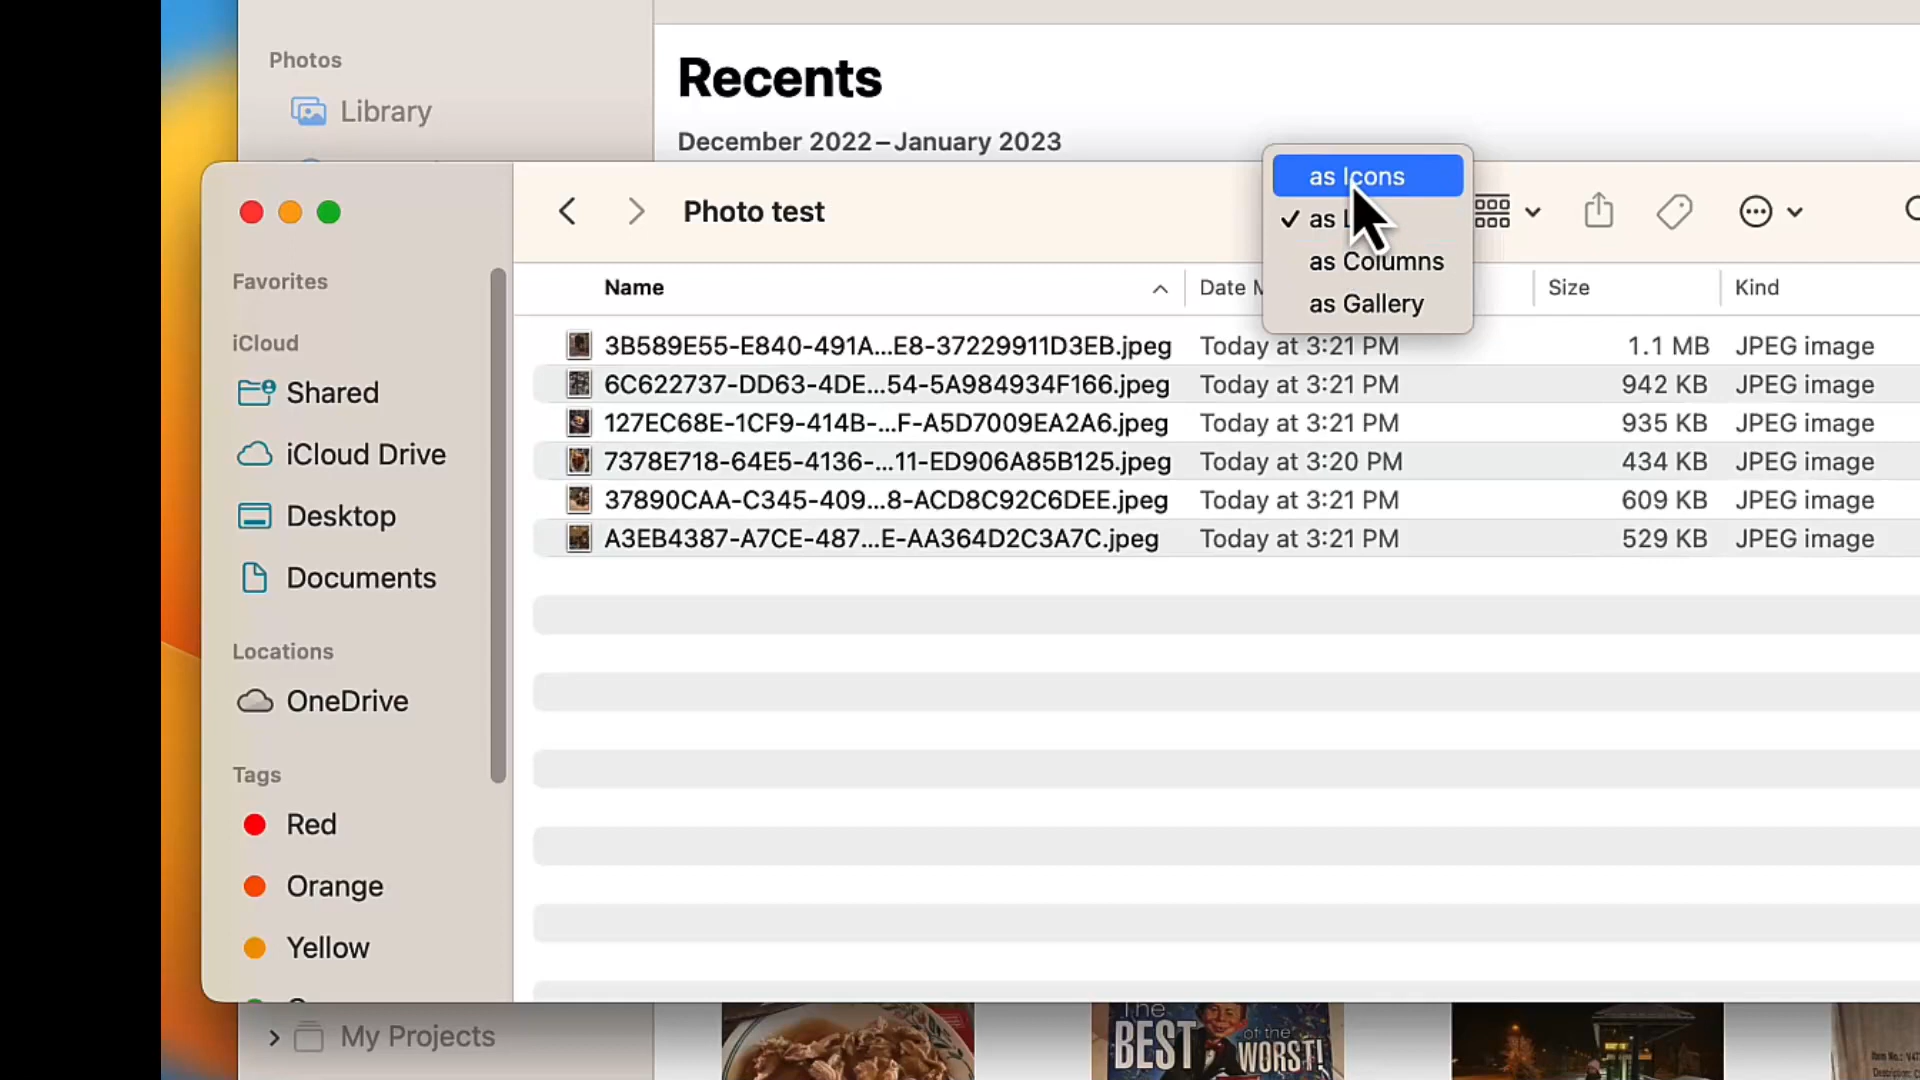 Photos
Library
Recents
December 2022–January 2023
Photo test
as Icons
as L
as Columns
as Gallery
Favorites
iCloud
Shared
iCloud Drive
Desktop
Documents
Locations
OneDrive
Tags
Red
Orange
Yellow
Name
Date M
Size
Kind
3B589E55-E840-491A...E8-37229911D3EB.jpeg Today at 3:21 PM 1.1 MB JPEG image
6C622737-DD63-4DE...54-5A984934F166.jpeg Today at 3:21 PM 942 KB JPEG image
127EC68E-1CF9-414B-...F-A5D7009EA2A6.jpeg Today at 3:21 PM 935 KB JPEG image
7378E718-64E5-4136-...11-ED906A85B125.jpeg Today at 3:20 PM 434 KB JPEG image
37890CAA-C345-409...8-ACD8C92C6DEE.jpeg Today at 3:21 PM 609 KB JPEG image
A3EB4387-A7CE-487...E-AA364D2C3A7C.jpeg Today at 3:21 PM 529 KB JPEG image
My Projects
The
BEST of the
WORST!